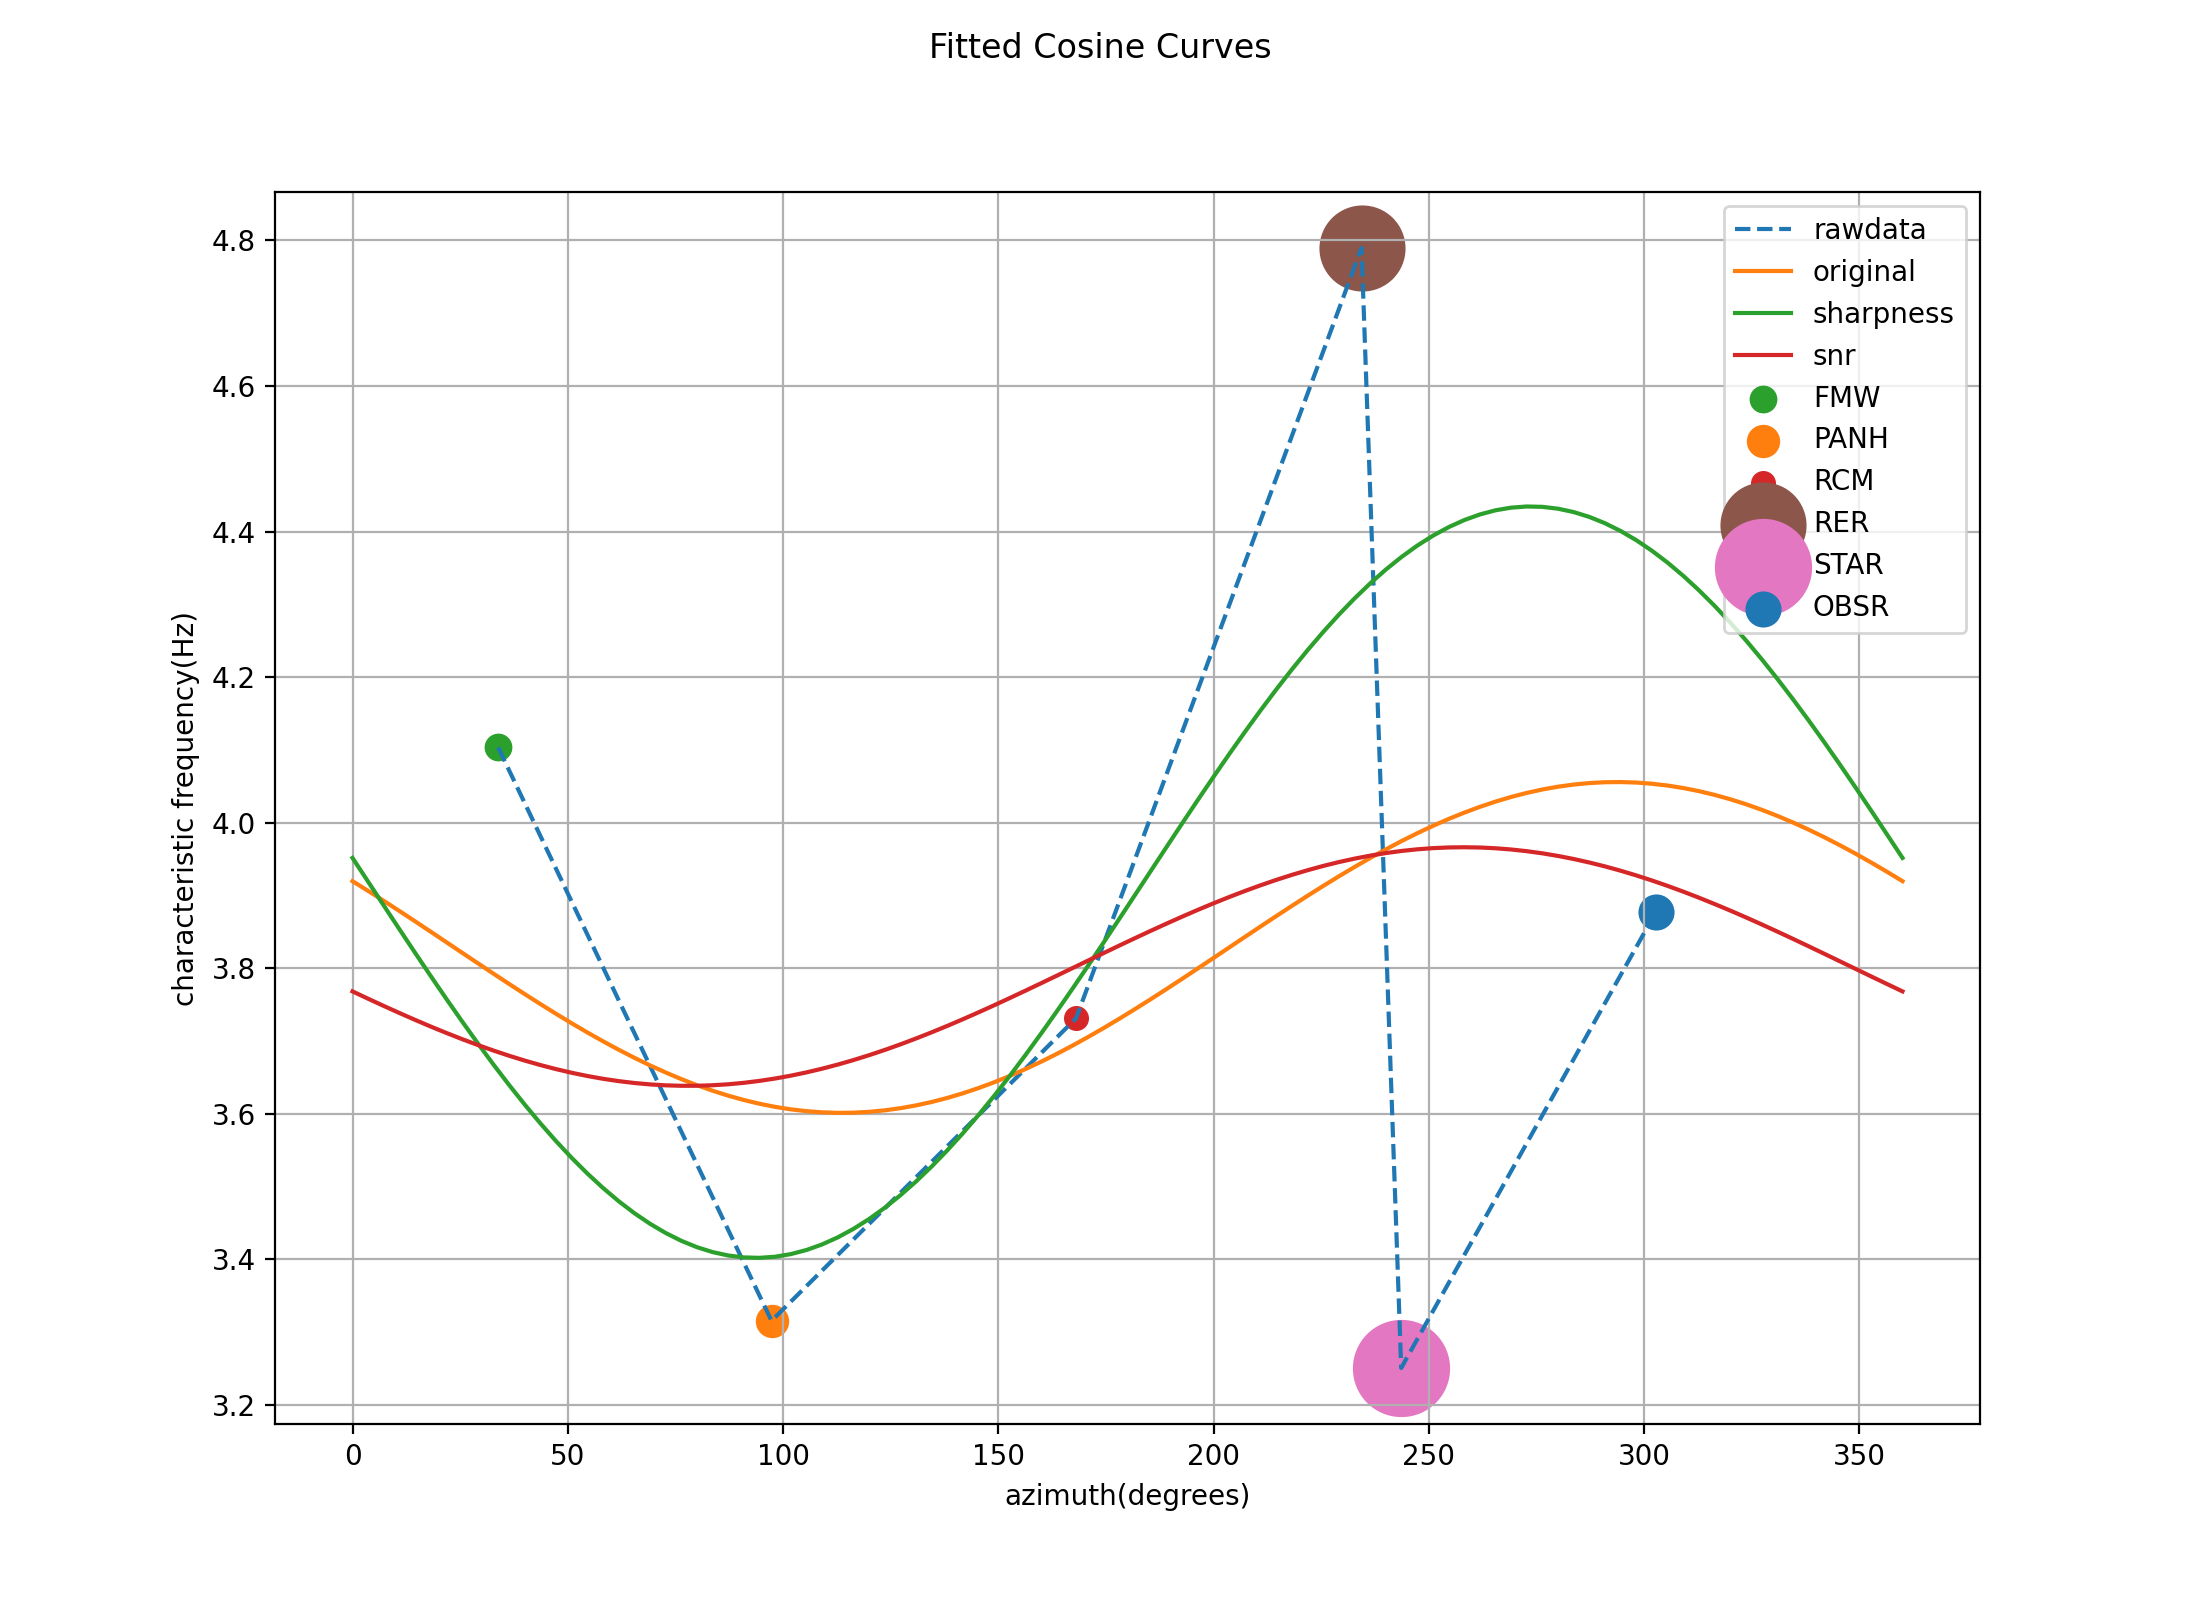 Fitted Cosine Curves
4.8
4.6
4.4
4.2
4.0
3.8
3.6
3.4
3.2
characteristic frequency(Hz)
rawdata
original
sharpness
snr
FMW
PANH
RCM
RER
STAR
OBSR
0 50 100 150 200 250 300 350
azimuth(degrees)